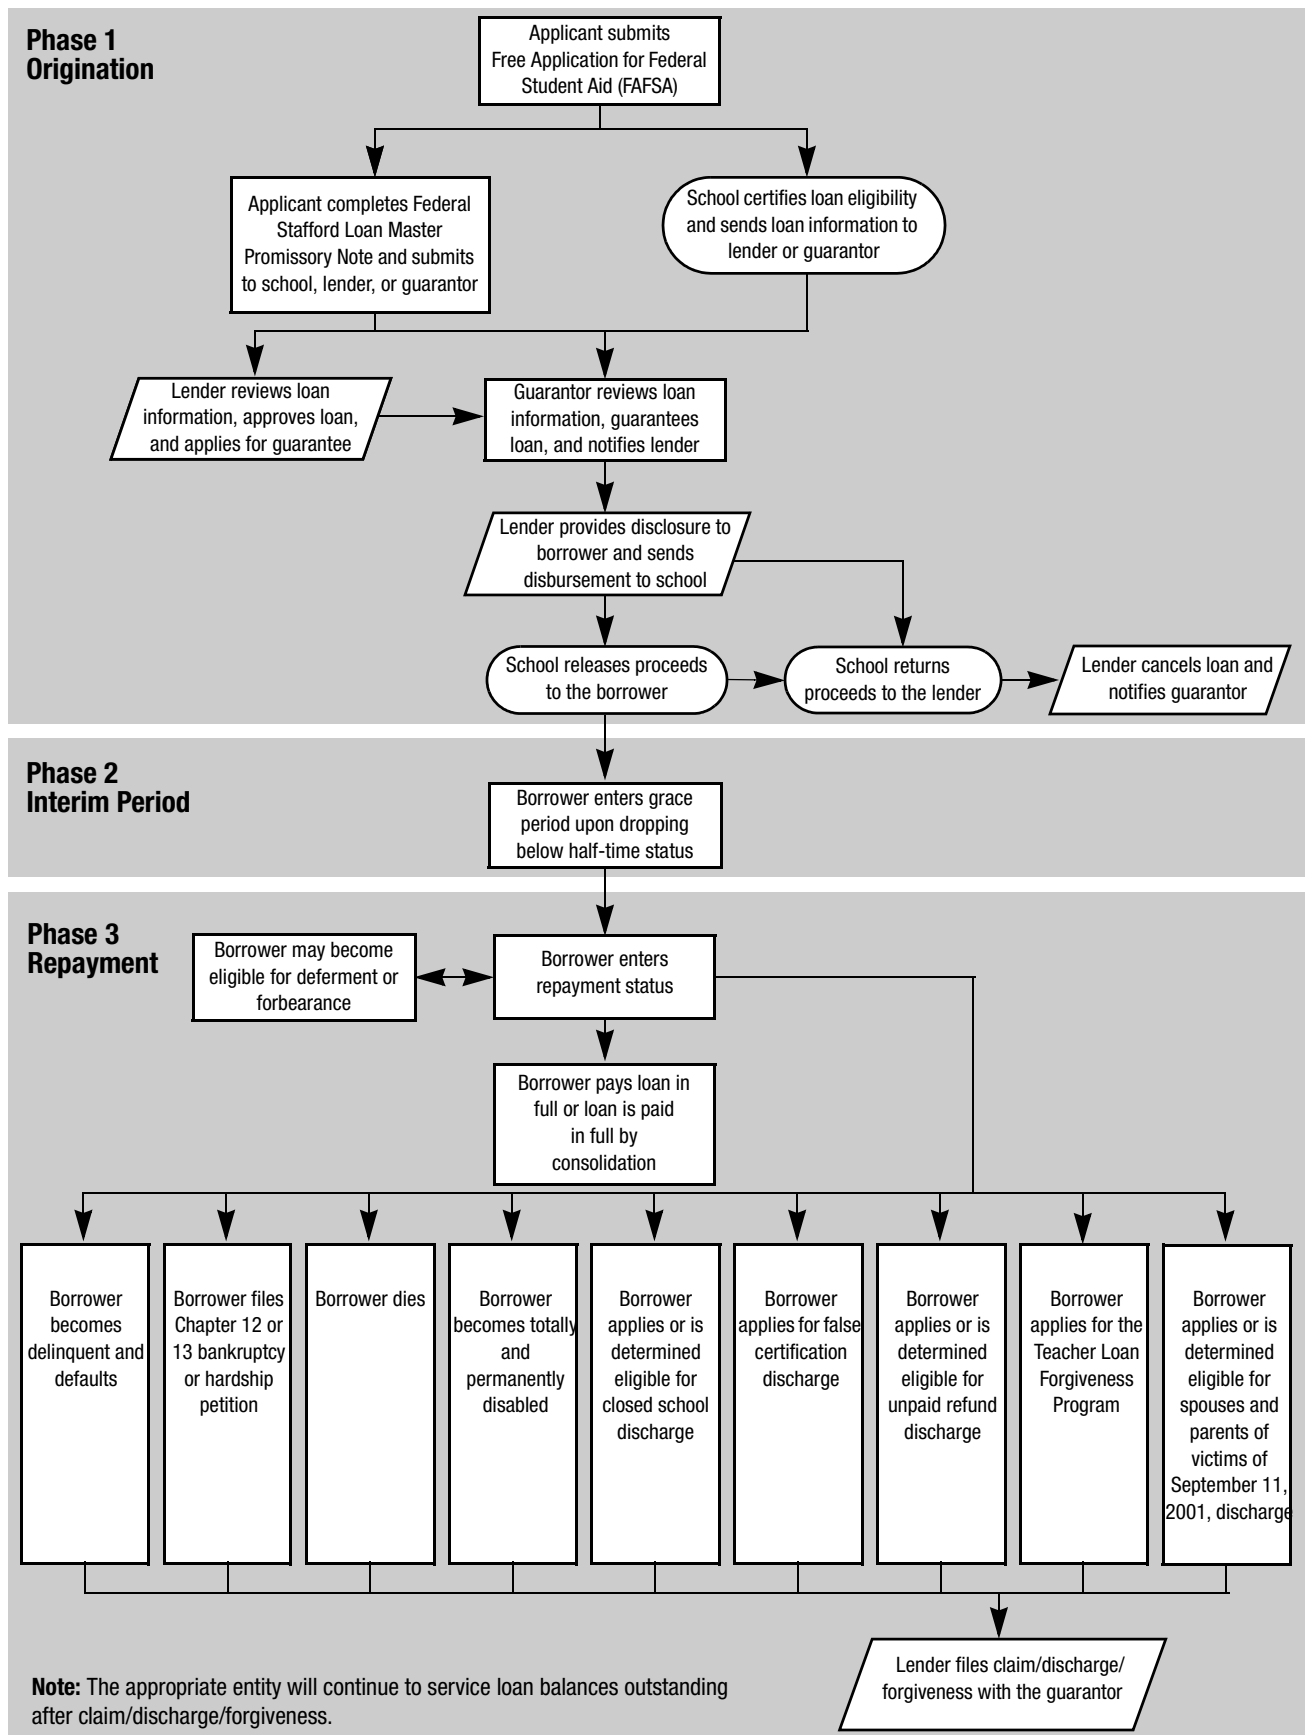 Phase 1
Origination
Applicant submits
Free Application for Federal
Student Aid (FAFSA)
Applicant completes Federal
Stafford Loan Master
Promissory Note and submits
to school, lender, or guarantor
School certifies loan eligibility
and sends loan information to
lender or guarantor
Lender reviews loan
information, approves loan,
and applies for guarantee
Guarantor reviews loan
information, guarantees
loan, and notifies lender
Lender provides disclosure to
borrower and sends
disbursement to school
School releases proceeds
to the borrower
School returns
proceeds to the lender
Lender cancels loan and
notifies guarantor
Phase 2
Interim Period
Borrower enters grace
period upon dropping
below half-time status
Phase 3
Repayment
Borrower may become
eligible for deferment or
forbearance
Borrower enters
repayment status
Borrower pays loan in
full or loan is paid
in full by
consolidation
Borrower
becomes
delinquent and
defaults
Borrower files
Chapter 12 or
13 bankruptcy
or hardship
petition
Borrower dies
Borrower
becomes totally
and
permanently
disabled
Borrower
applies or is
determined
eligible for
closed school
discharge
Borrower
applies for false
certification
discharge
Borrower
applies or is
determined
eligible for
unpaid refund
discharge
Borrower
applies for the
Teacher Loan
Forgiveness
Program
Borrower
applies or is
determined
eligible for
spouses and
parents of
victims of
September 11,
2001, discharge
Lender files claim/discharge/
forgiveness with the guarantor
Note: The appropriate entity will continue to service loan balances outstanding
after claim/discharge/forgiveness.